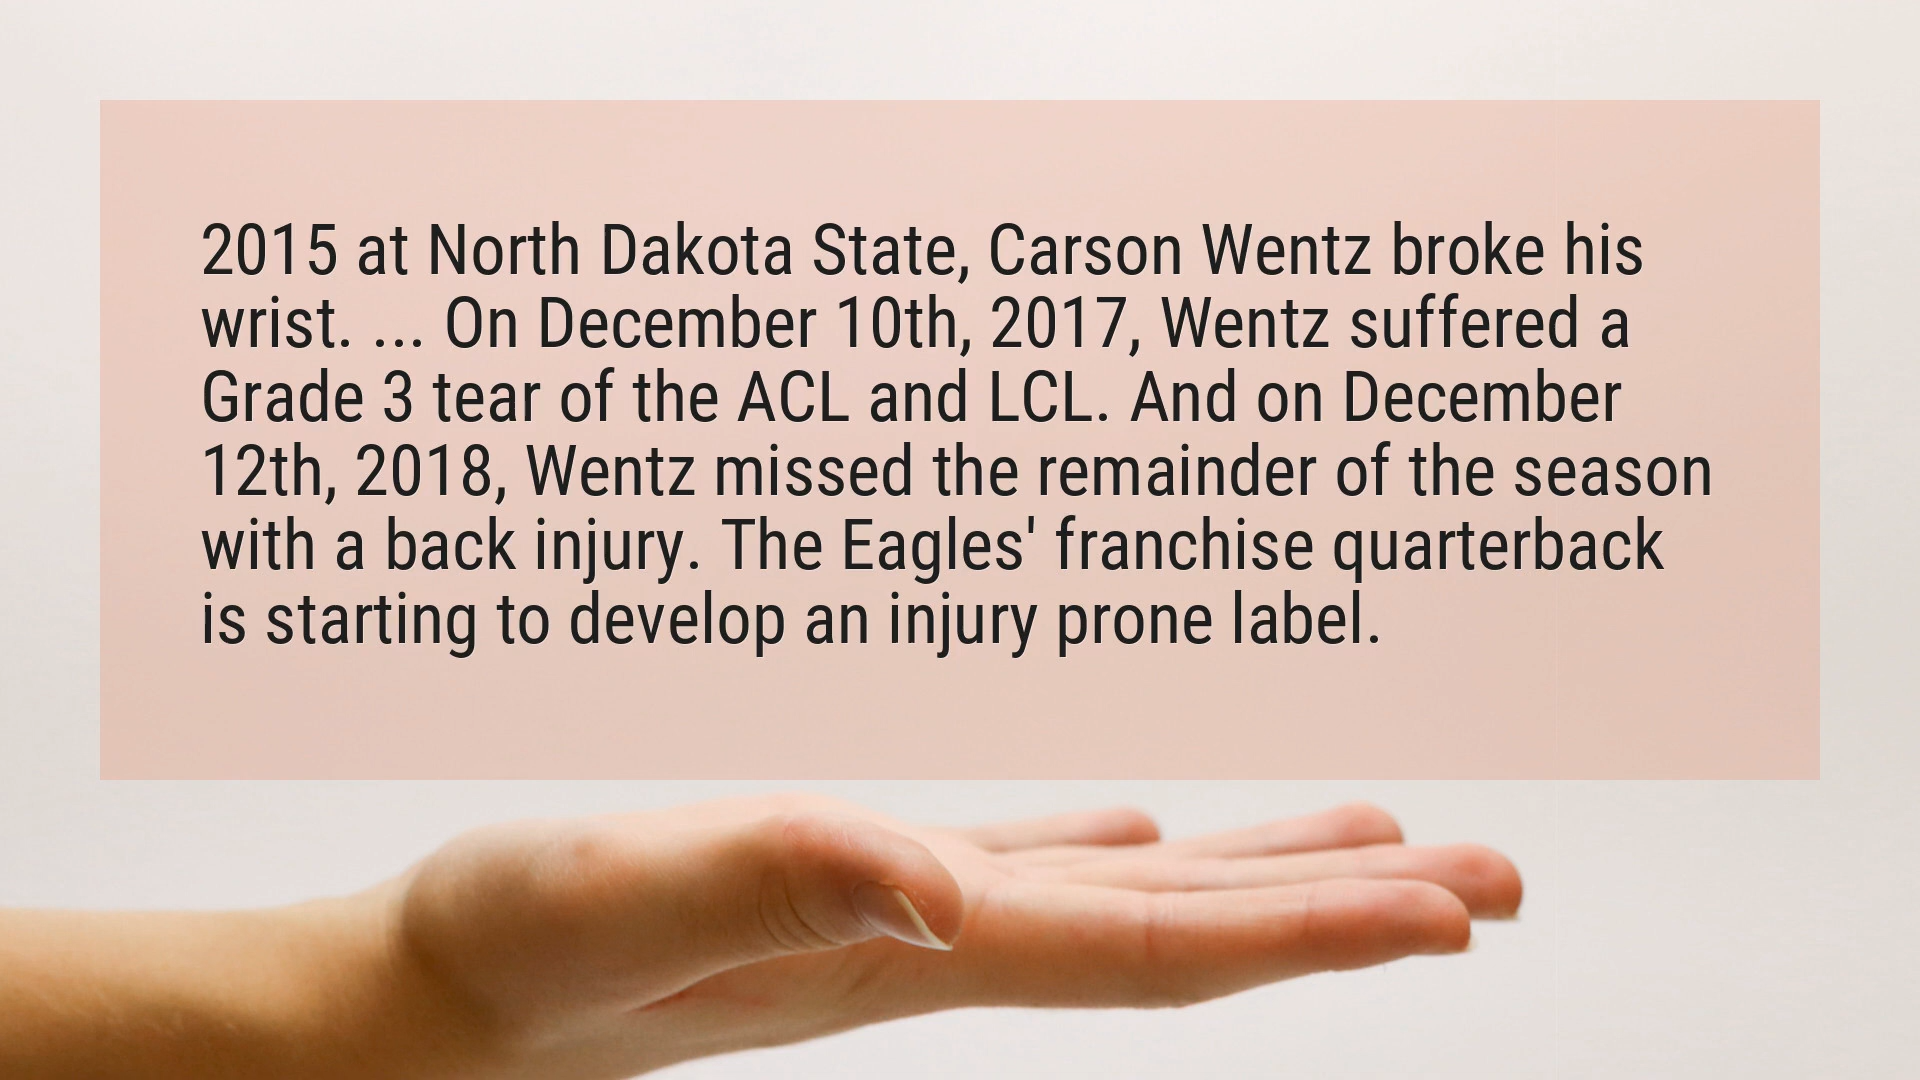 2015 at North Dakota State, Carson Wentz broke his
wrist. ... On December 10th, 2017, Wentz suffered a
Grade 3 tear of the ACL and LCL. And on December
12th, 2018, Wentz missed the remainder of the season
with a back injury. The Eagles' franchise quarterback
is starting to develop an injury prone label.